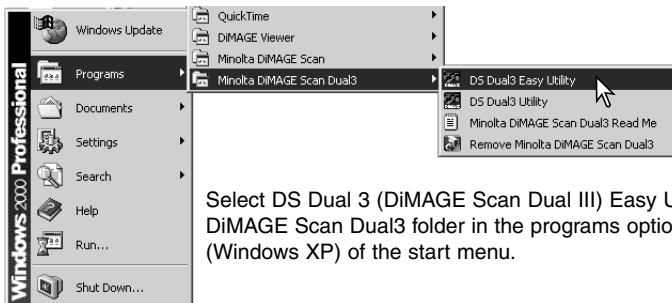 Windows 2000 Professional
Windows Update
Programs
Documents
Settings
Search
Help
Run...
Shut Down...
QuickTime
DiMAGE Viewer
Minolta DiMAGE Scan
Minolta DiMAGE Scan Dual3
DS Dual3 Easy Utility
DS Dual3 Utility
Minolta DiMAGE Scan Dual3 Read Me
Remove Minolta DiMAGE Scan Dual3
Select DS Dual 3 (DiMAGE Scan Dual III) Easy U
DiMAGE Scan Dual3 folder in the programs optio
(Windows XP) of the start menu.